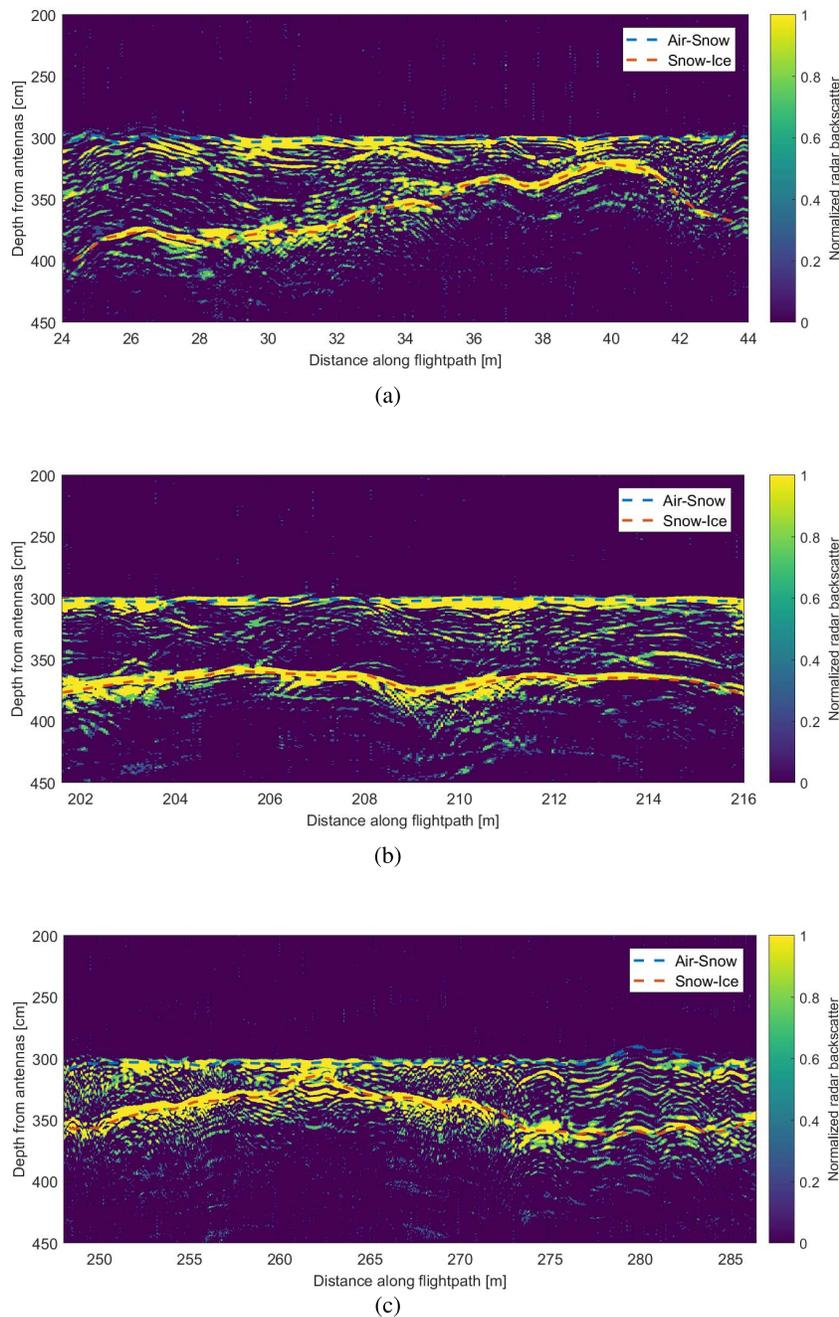 200
250
300
350
400
450
Depth from antennas [cm]
24 26 28 30 32 34 36 38 40 42 44
Distance along flightpath [m]
Air-Snow
Snow-Ice
1
0.8
0.6
0.4
0.2
0
Normalized radar backscatter
(a)
200
250
300
350
400
450
Depth from antennas [cm]
202 204 206 208 210 212 214 216
Distance along flightpath [m]
Air-Snow
Snow-Ice
1
0.8
0.6
0.4
0.2
0
Normalized radar backscatter
(b)
200
250
300
350
400
450
Depth from antennas [cm]
250 255 260 265 270 275 280 285
Distance along flightpath [m]
Air-Snow
Snow-Ice
1
0.8
0.6
0.4
0.2
0
Normalized radar backscatter
(c)